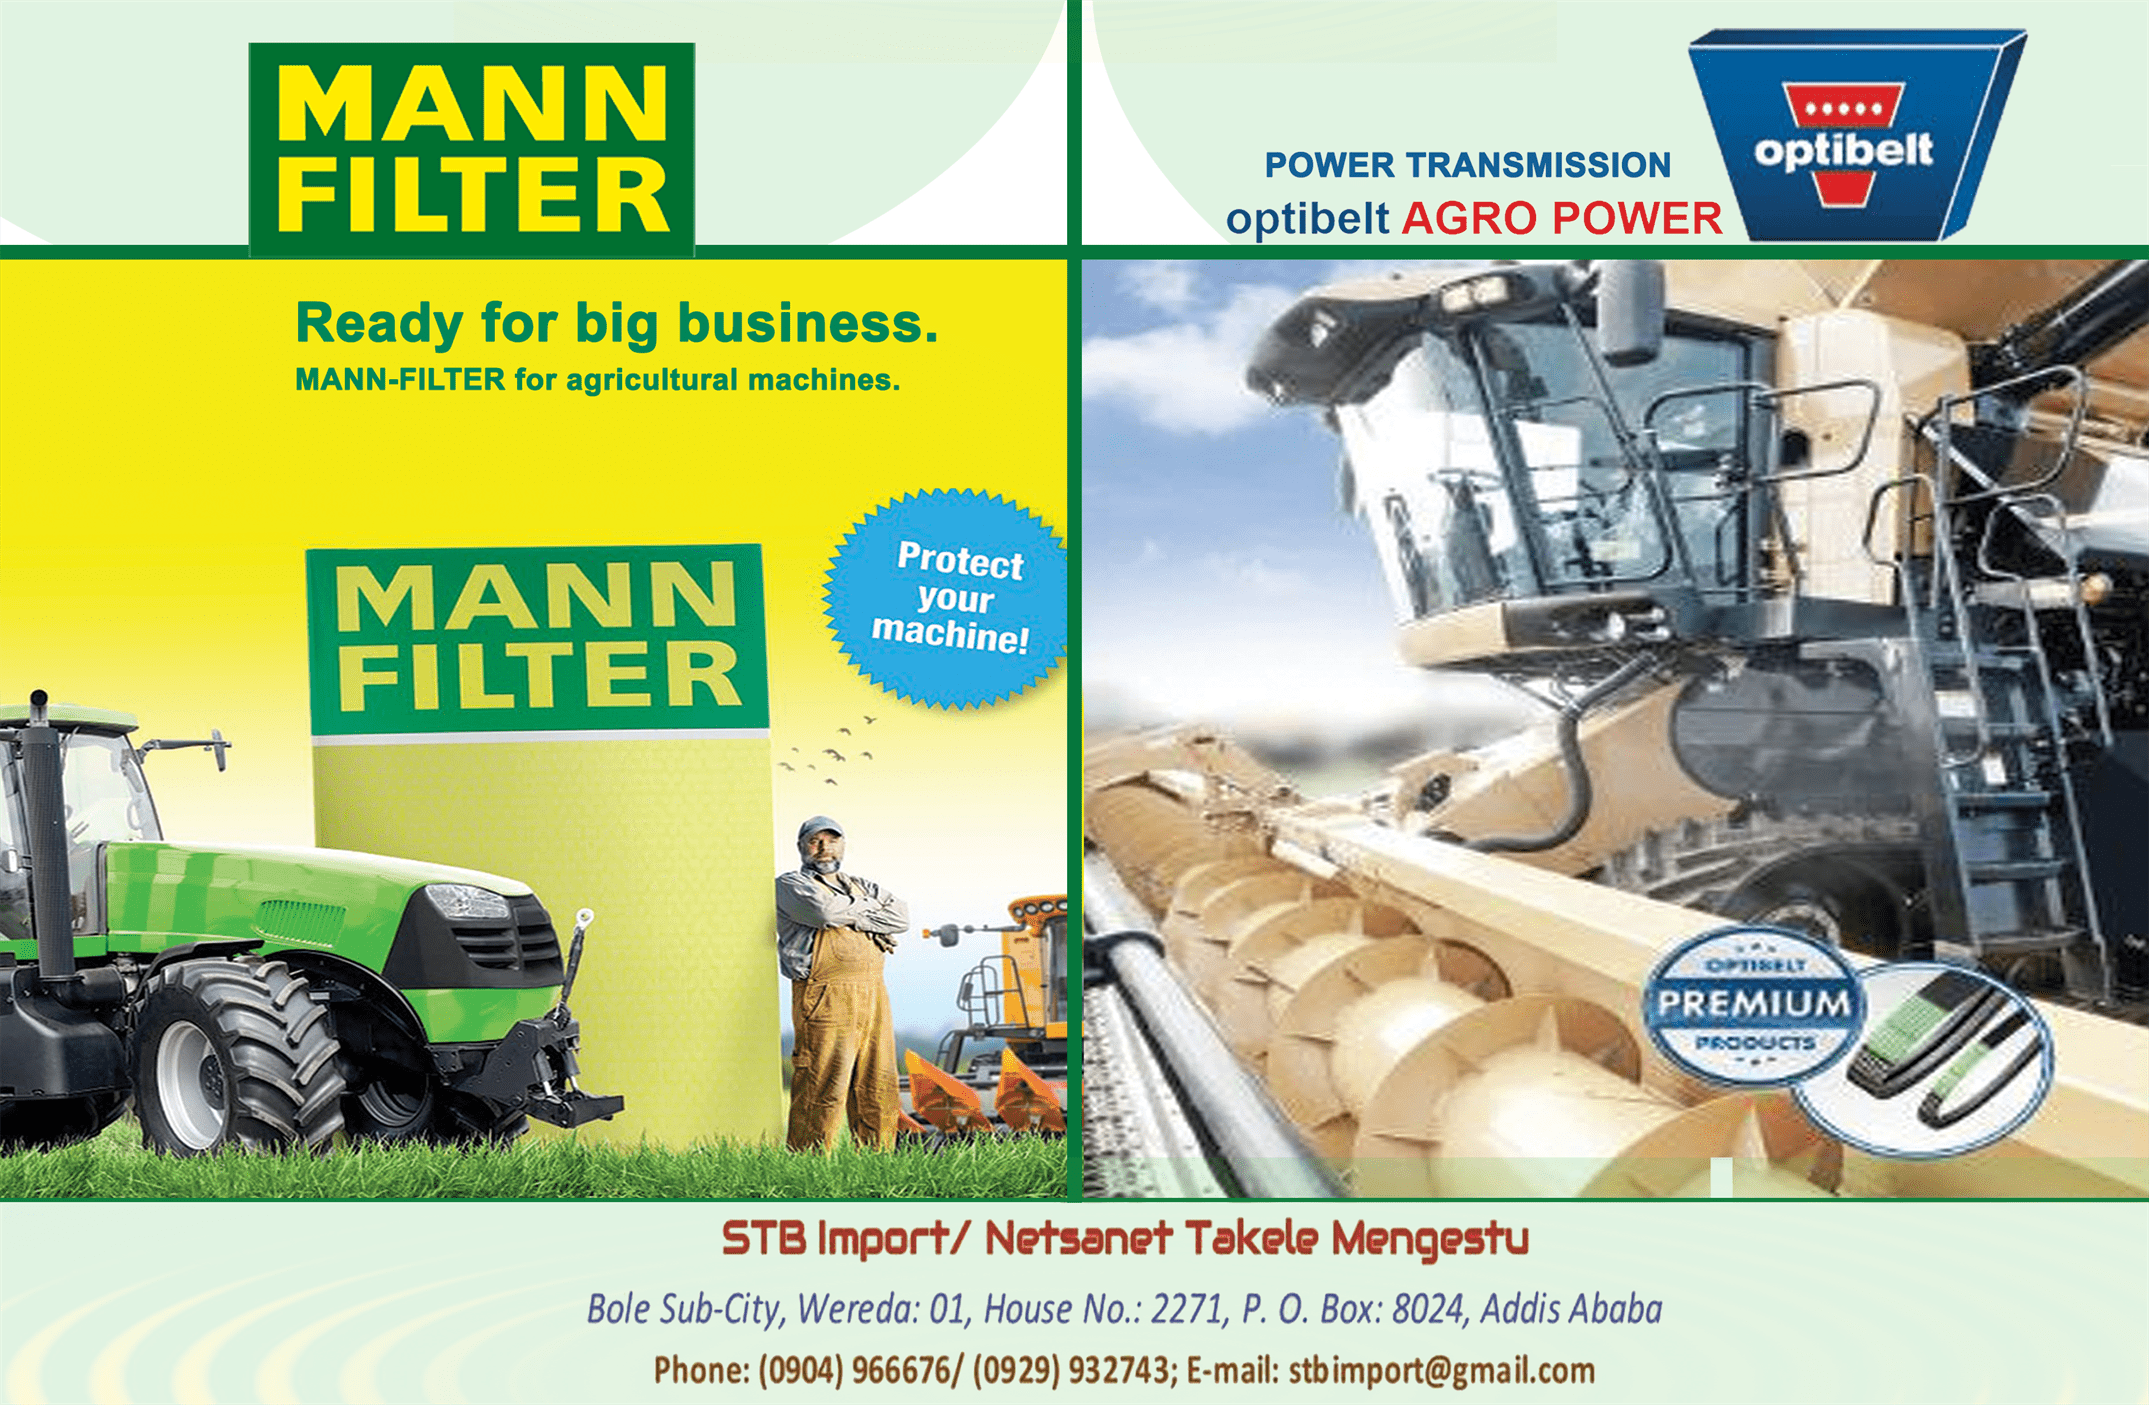 MANN
FILTER
Ready for big business.
MANN-FILTER for agricultural machines.
Protect
your
machine!
MANN
FILTER
POWER TRANSMISSION
optibelt AGRO POWER
optibelt
OPTIBELT
PREMIUM
PRODUCTS
STB Import/ Netsanet Takele Mengestu
Bole Sub-City, Wereda: 01, House No.: 2271, P. O. Box: 8024, Addis Ababa
Phone: (0904) 966676/ (0929) 932743; E-mail: stbimport@gmail.com